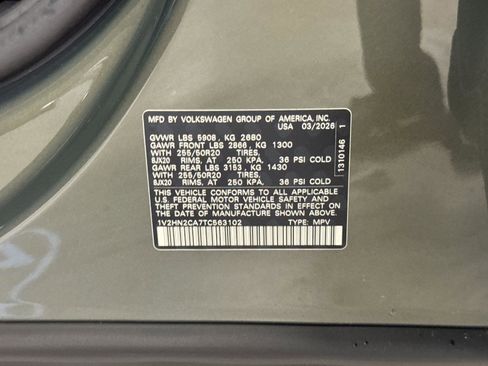 MFD. BY VOLKSWAGEN GROUP OF AMERICA, INC.
USA 03/2026
GVWR LBS 5908, KG 2680
GAWR FRONT LBS 2866, KG 1300
WITH 255/50R20 TIRES,
8JX20 RIMS, AT 250 KPA, 36 PSI COLD
GAWR REAR LBS 3153, KG 1430
WITH 255/50R20 TIRES,
8JX20 RIMS, AT 250 KPA, 36 PSI COLD
THIS VEHICLE CONFORMS TO ALL APPLICABLE
U.S. FEDERAL MOTOR VEHICLE SAFETY AND
THEFT PREVENTION STANDARDS IN EFFECT ON
THE DATE OF MANUFACTURE SHOWN ABOVE.
1V2HN2CA7TC563102 TYPE: MPV
1310146 1